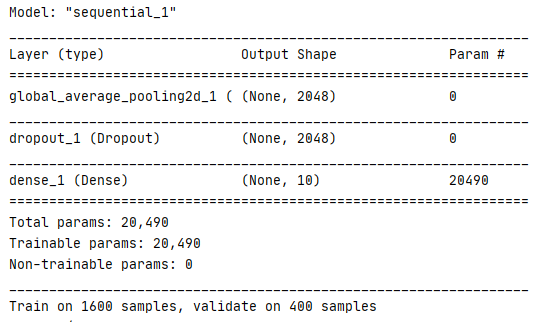 Model: "sequential_1"
_________________________________________________________________
Layer (type)                 Output Shape              Param #
=================================================================
global_average_pooling2d_1 ( (None, 2048)              0
_________________________________________________________________
dropout_1 (Dropout)          (None, 2048)              0
_________________________________________________________________
dense_1 (Dense)              (None, 10)                20490
=================================================================
Total params: 20,490
Trainable params: 20,490
Non-trainable params: 0
_________________________________________________________________
Train on 1600 samples, validate on 400 samples